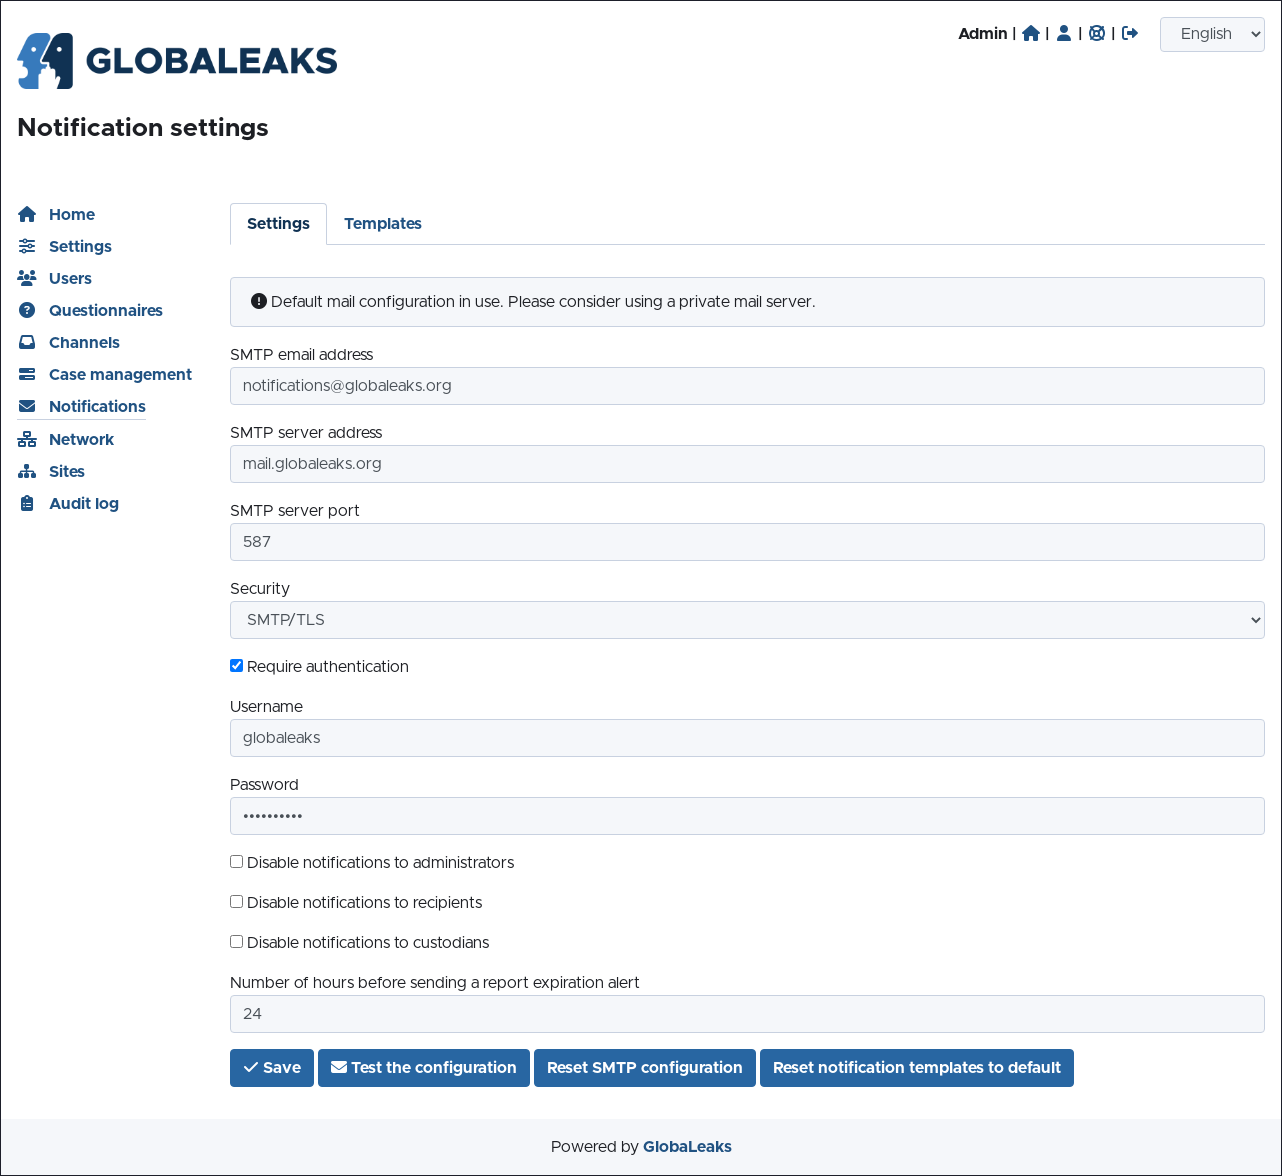 Admin | | | |
English
GLOBALEAKS
Notification settings
Home
Settings
Users
Questionnaires
Channels
Case management
Notifications
Network
Sites
Audit log
Settings Templates
Default mail configuration in use. Please consider using a private mail server.
SMTP email address
notifications@globaleaks.org
SMTP server address
mail.globaleaks.org
SMTP server port
587
Security
SMTP/TLS
Require authentication
Username
globaleaks
Password
••••••••••
Disable notifications to administrators
Disable notifications to recipients
Disable notifications to custodians
Number of hours before sending a report expiration alert
24
Save Test the configuration Reset SMTP configuration Reset notification templates to default
Powered by GlobaLeaks